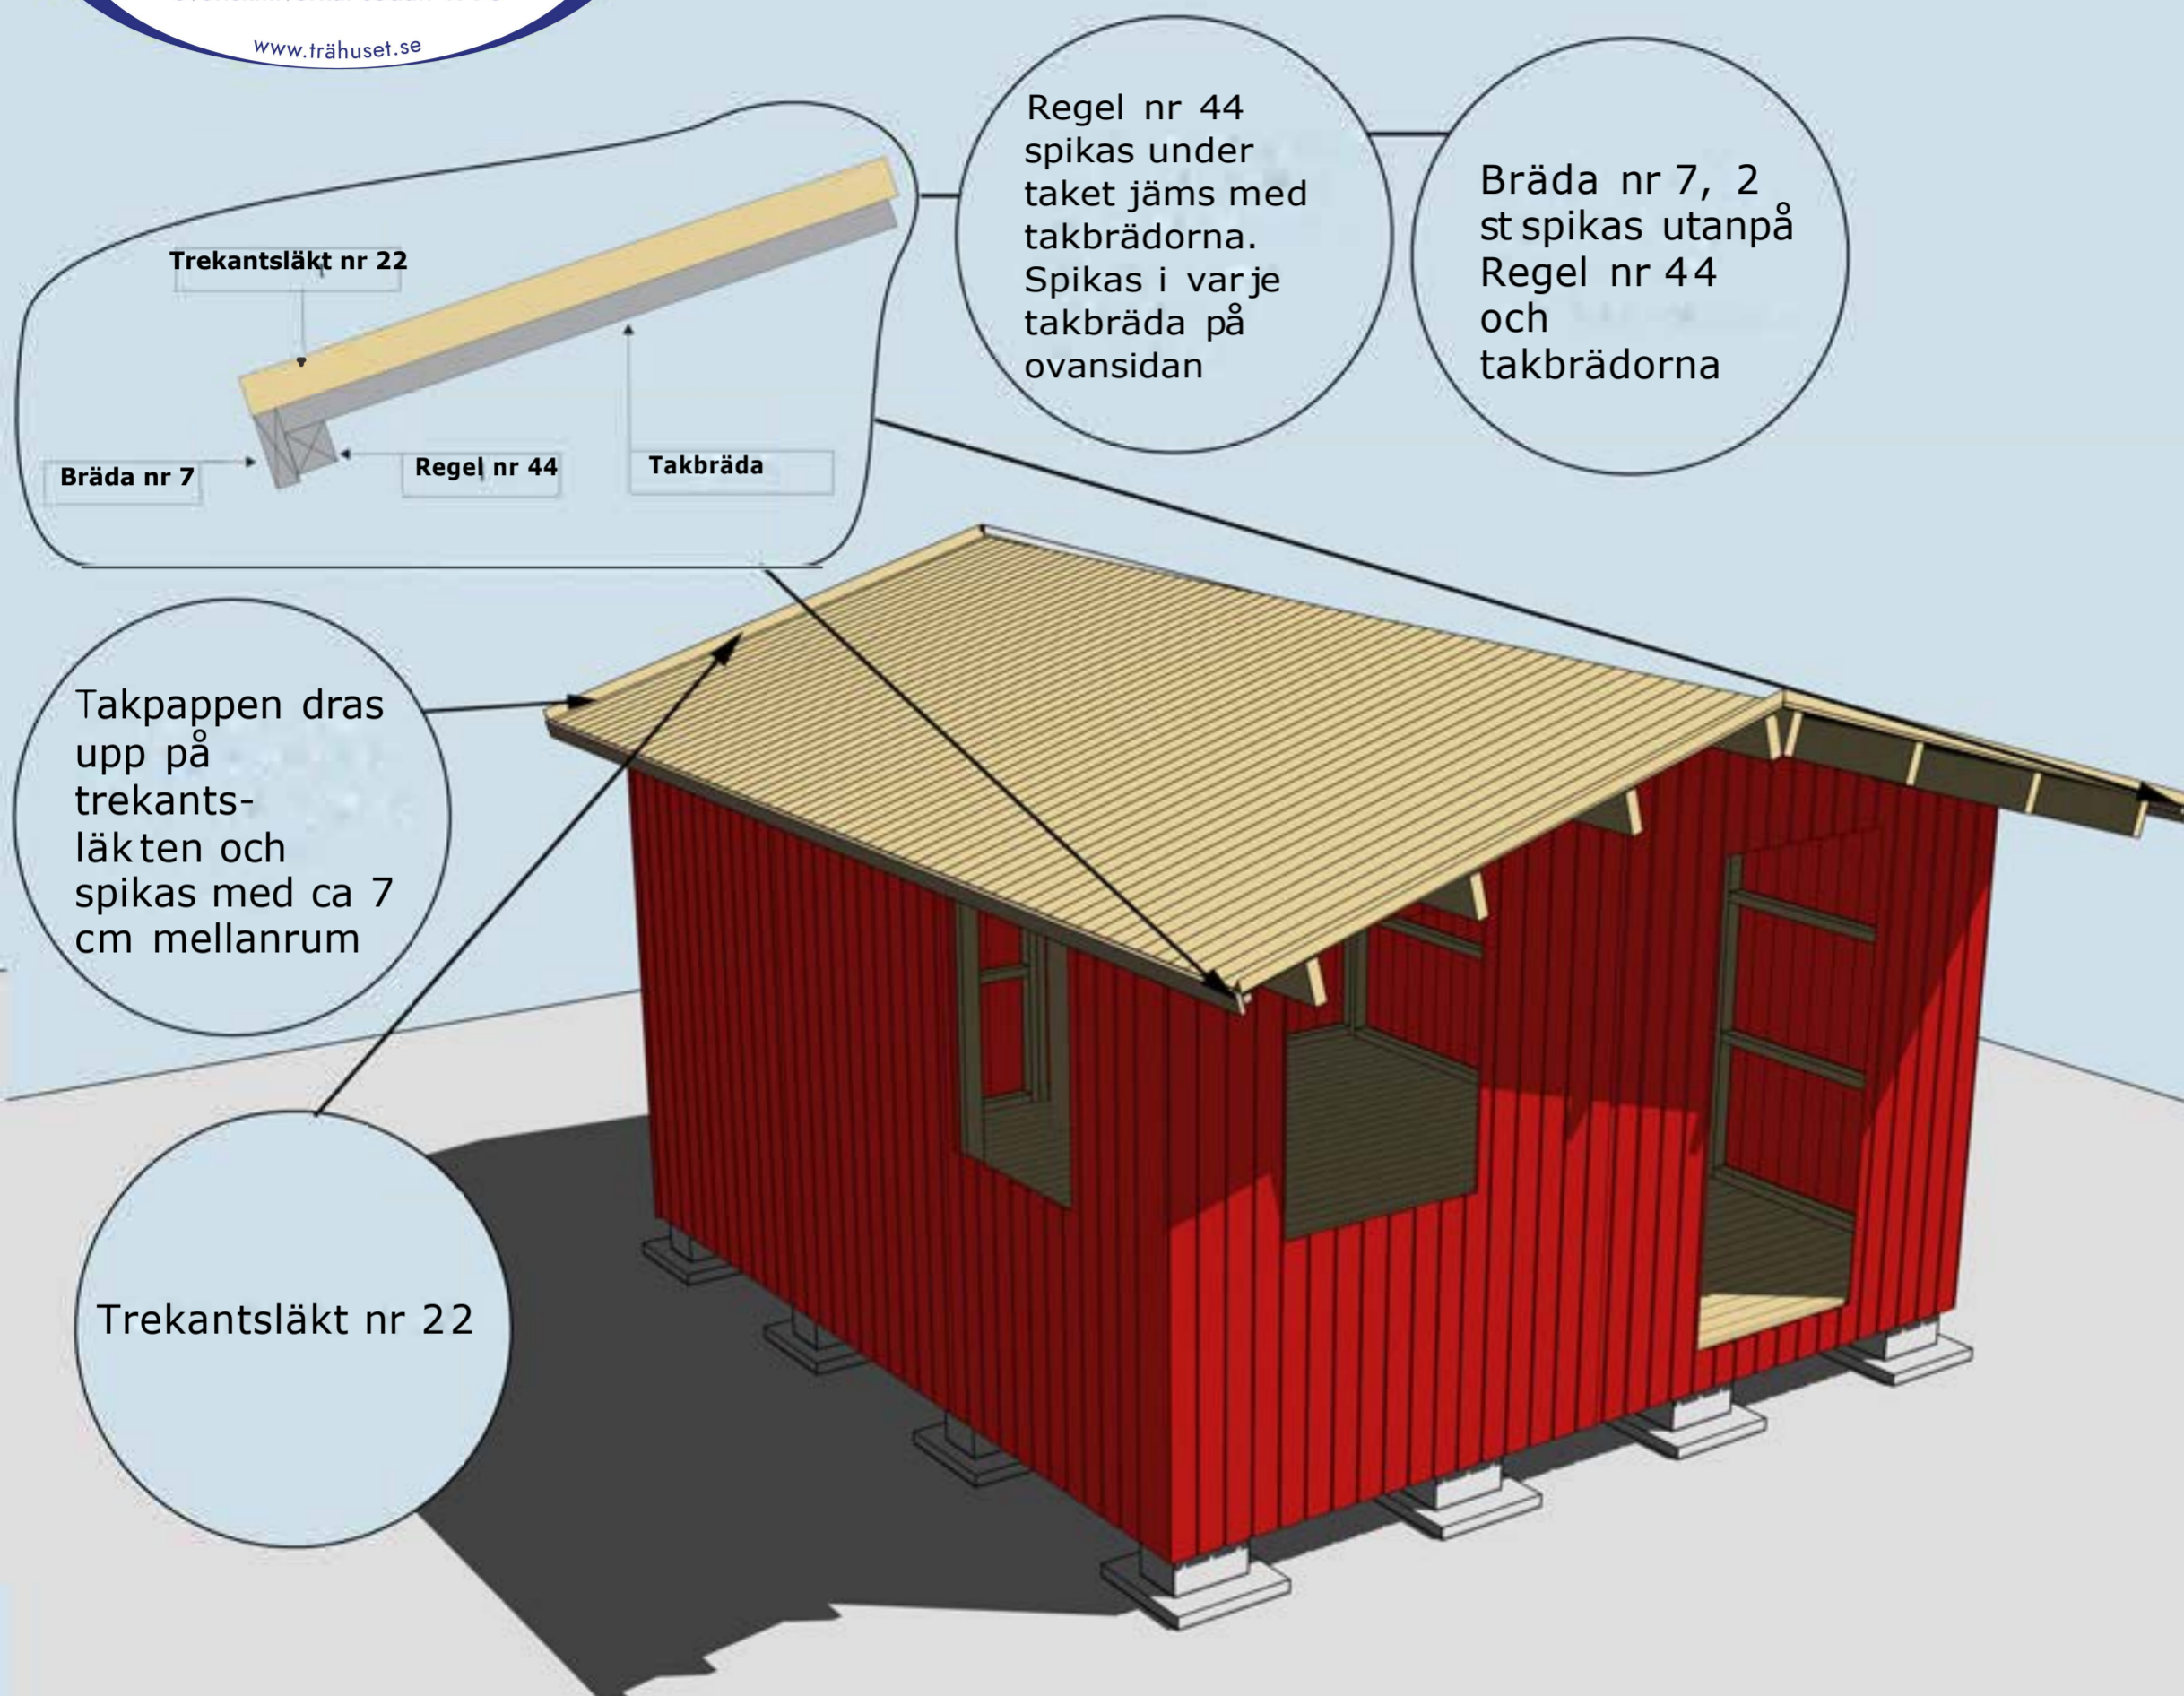 www.trähuset.se
Regel nr 44
spikas under
taket jäms med
takbrädorna.
Spikas i varje
takbräda på
ovansidan
Bräda nr 7, 2
st spikas utanpå
Regel nr 44
och
takbrädorna
Trekantsläkt nr 22
Bräda nr 7
Regel nr 44
Takbräda
Takpappen dras
upp på
trekants-
läkten och
spikas med ca 7
cm mellanrum
Trekantsläkt nr 22